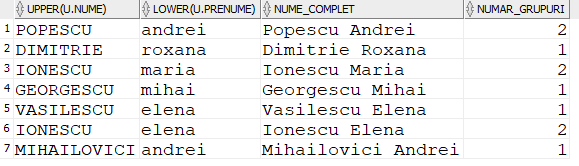 UPPER(U.NUME) LOWER(U.PRENUME) NUME_COMPLET NUMAR_GRUPURI
1 POPESCU andrei Popescu Andrei 2
2 DIMITRIE roxana Dimitrie Roxana 1
3 IONESCU maria Ionescu Maria 2
4 GEORGESCU mihai Georgescu Mihai 1
5 VASILESCU elena Vasilescu Elena 1
6 IONESCU elena Ionescu Elena 2
7 MIHAILOVICI andrei Mihailovici Andrei 1